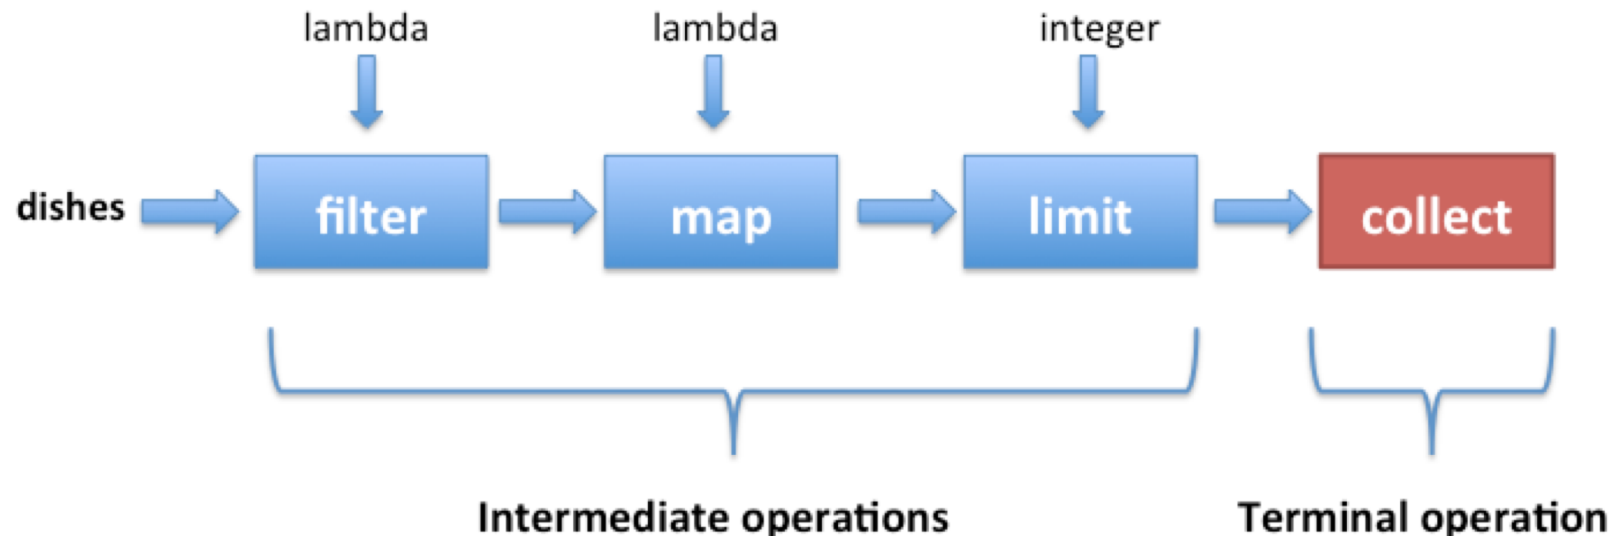 lambda
lambda
integer
dishes
filter
map
limit
collect
Intermediate operations
Terminal operation